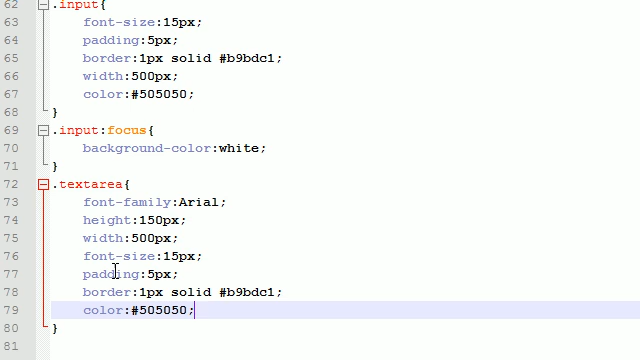 62 .input{
63 font-size:15px;
64 padding:5px;
65 border:1px solid #b9bdc1;
66 width:500px;
67 color:#505050;
68 }
69 .input:focus{
70 background-color:white;
71 }
72 .textarea{
73 font-family:Arial;
74 height:150px;
75 width:500px;
76 font-size:15px;
77 padding:5px;
78 border:1px solid #b9bdc1;
79 color:#505050;
80 }
81